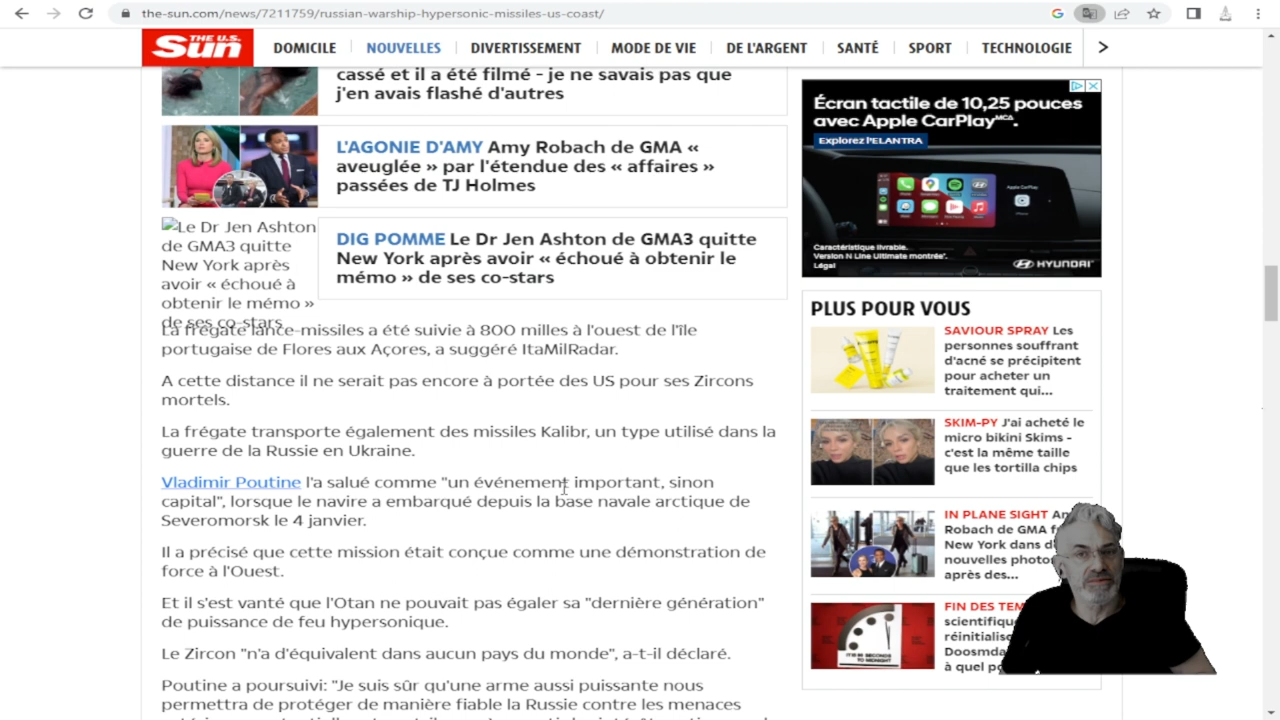 the-sun.com/news/7211759/russian-warship-hypersonic-missiles-us-coast/
THE U.S.
Sun
DOMICILE
NOUVELLES
DIVERTISSEMENT
MODE DE VIE
DE L'ARGENT
SANTÉ
SPORT
TECHNOLOGIE
cassé et il a été filmé - je ne savais pas que
j'en avais flashé d'autres
L'AGONIE D'AMY Amy Robach de GMA «
aveuglée » par l'étendue des « affaires »
passées de TJ Holmes
Le Dr Jen Ashton
de GMA3 quitte
New York après
avoir « échoué à
obtenir le mémo »
de ses co-stars
DIG POMME Le Dr Jen Ashton de GMA3 quitte
New York après avoir « échoué à obtenir le
mémo » de ses co-stars
La frégate lance-missiles a été suivie à 800 milles à l'ouest de l'île
portugaise de Flores aux Açores, a suggéré ItaMilRadar.
A cette distance il ne serait pas encore à portée des US pour ses Zircons
mortels.
La frégate transporte également des missiles Kalibr, un type utilisé dans la
guerre de la Russie en Ukraine.
Vladimir Poutine l'a salué comme "un événement important, sinon
capital", lorsque le navire a embarqué depuis la base navale arctique de
Severomorsk le 4 janvier.
Il a précisé que cette mission était conçue comme une démonstration de
force à l'Ouest.
Et il s'est vanté que l'Otan ne pouvait pas égaler sa "dernière génération"
de puissance de feu hypersonique.
Le Zircon "n'a d'équivalent dans aucun pays du monde", a-t-il déclaré.
Poutine a poursuivi: "Je suis sûr qu'une arme aussi puissante nous
permettra de protéger de manière fiable la Russie contre les menaces
Écran tactile de 10,25 pouces
avec Apple CarPlayMCA.
Explorez l'ELANTRA
Apple CarPlay
Caractéristique livrable.
Version N Line Ultimate montrée*.
Légal
HYUNDAI
PLUS POUR VOUS
SAVIOUR SPRAY Les
personnes souffrant
d'acné se précipitent
pour acheter un
traitement qui...
SKIM-PY J'ai acheté le
micro bikini Skims -
c'est la même taille
que les tortilla chips
IN PLANE SIGHT
Robach de GMA
New York dans
nouvelles
après des...
IT IS 90 SECONDS
TO MIDNIGHT
FIN DES
Doosmda
à quel